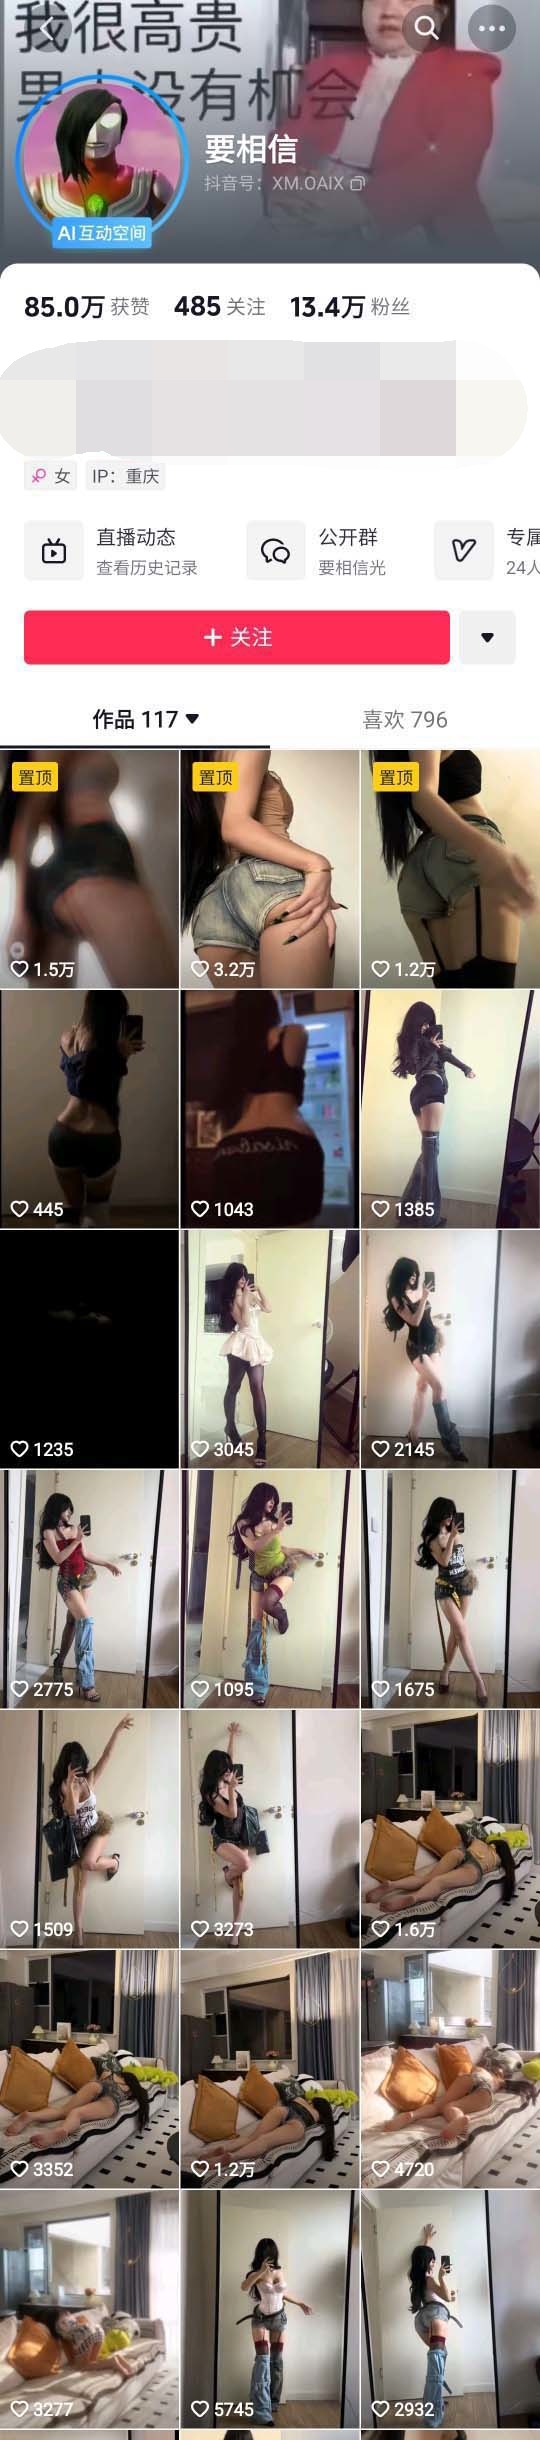 我很高贵
男人没有机会
要相信
抖音号：XM.OAIX
AI互动空间
85.0万 获赞 485 关注 13.4万 粉丝
女 IP：重庆
直播动态 公开群 专属
查看历史记录 要相信光 24人
+ 关注
作品 117 喜欢 796
置顶 置顶 置顶
1.5万 3.2万 1.2万
445 1043 1385
1235 3045 2145
2775 1095 1675
1509 3273 1.6万
3352 1.2万 4720
3277 5745 2932